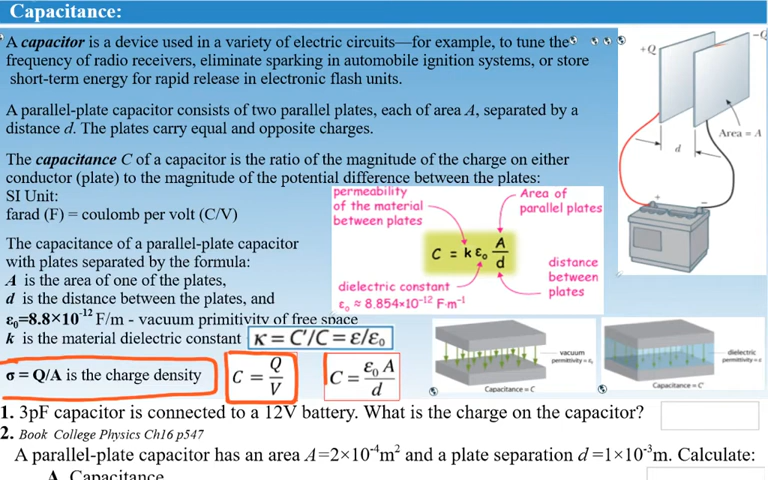 Capacitance:
A capacitor is a device used in a variety of electric circuits—for example, to tune the
frequency of radio receivers, eliminate sparking in automobile ignition systems, or store
short-term energy for rapid release in electronic flash units.
A parallel-plate capacitor consists of two parallel plates, each of area A, separated by a
distance d. The plates carry equal and opposite charges.
The capacitance C of a capacitor is the ratio of the magnitude of the charge on either
conductor (plate) to the magnitude of the potential difference between the plates:
SI Unit:
farad (F) = coulomb per volt (C/V)
The capacitance of a parallel-plate capacitor
with plates separated by the formula:
A is the area of one of the plates,
d is the distance between the plates, and
ε₀=8.8×10⁻¹² F/m - vacuum primitivity of free space
k is the material dielectric constant
κ = C'/C = ε/ε₀
σ = Q/A is the charge density
C = Q/V
C = ε₀ A/d
permeability
of the material
between plates
Area of
parallel plates
C = k ε₀ A/d
distance
between
plates
dielectric constant
ε₀ ≈ 8.854×10⁻¹² F·m⁻¹
+Q
-Q
Area = A
d
+
−
vacuum
permittivity = ε₀
Capacitance = C
dielectric
permittivity = ε
Capacitance = C'
1. 3pF capacitor is connected to a 12V battery. What is the charge on the capacitor?
2. Book College Physics Ch16 p547
A parallel-plate capacitor has an area A=2×10⁻⁴m² and a plate separation d =1×10⁻³m. Calculate:
A. Capacitance